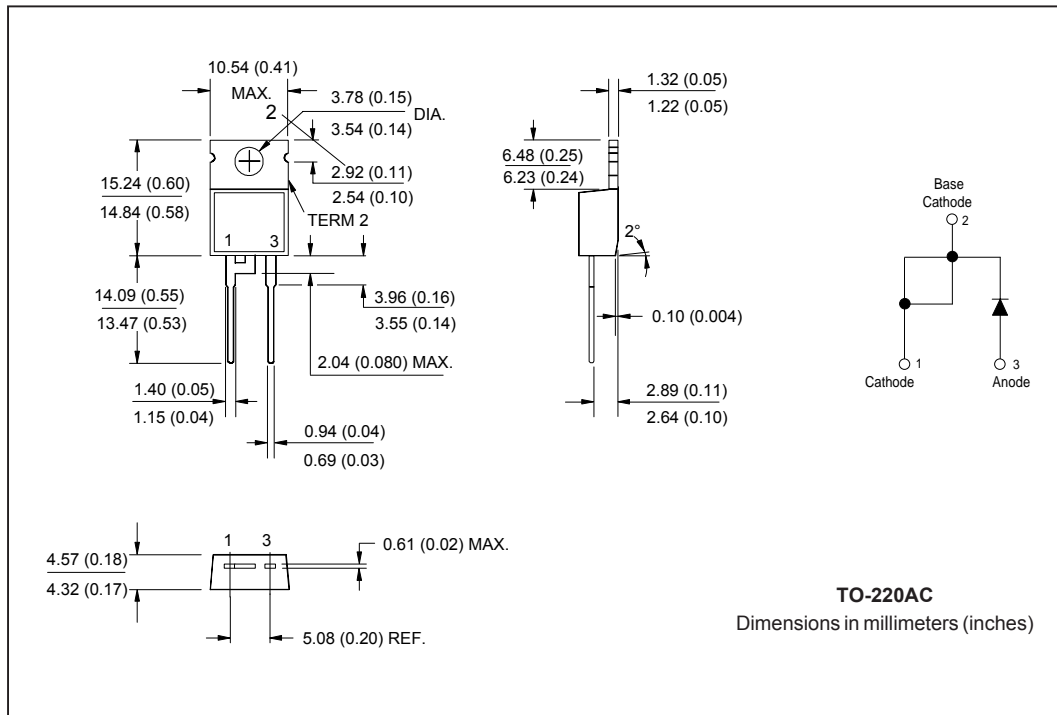 10.54 (0.41)
MAX.
2
3.78 (0.15)
3.54 (0.14)
DIA.
2.92 (0.11)
2.54 (0.10)
TERM 2
15.24 (0.60)
14.84 (0.58)
1 3
14.09 (0.55)
13.47 (0.53)
3.96 (0.16)
3.55 (0.14)
2.04 (0.080) MAX.
1.40 (0.05)
1.15 (0.04)
0.94 (0.04)
0.69 (0.03)
1.32 (0.05)
1.22 (0.05)
6.48 (0.25)
6.23 (0.24)
2°
0.10 (0.004)
2.89 (0.11)
2.64 (0.10)
Base
Cathode
2
1
Cathode
3
Anode
1 3
4.57 (0.18)
4.32 (0.17)
0.61 (0.02) MAX.
5.08 (0.20) REF.
TO-220AC
Dimensions in millimeters (inches)